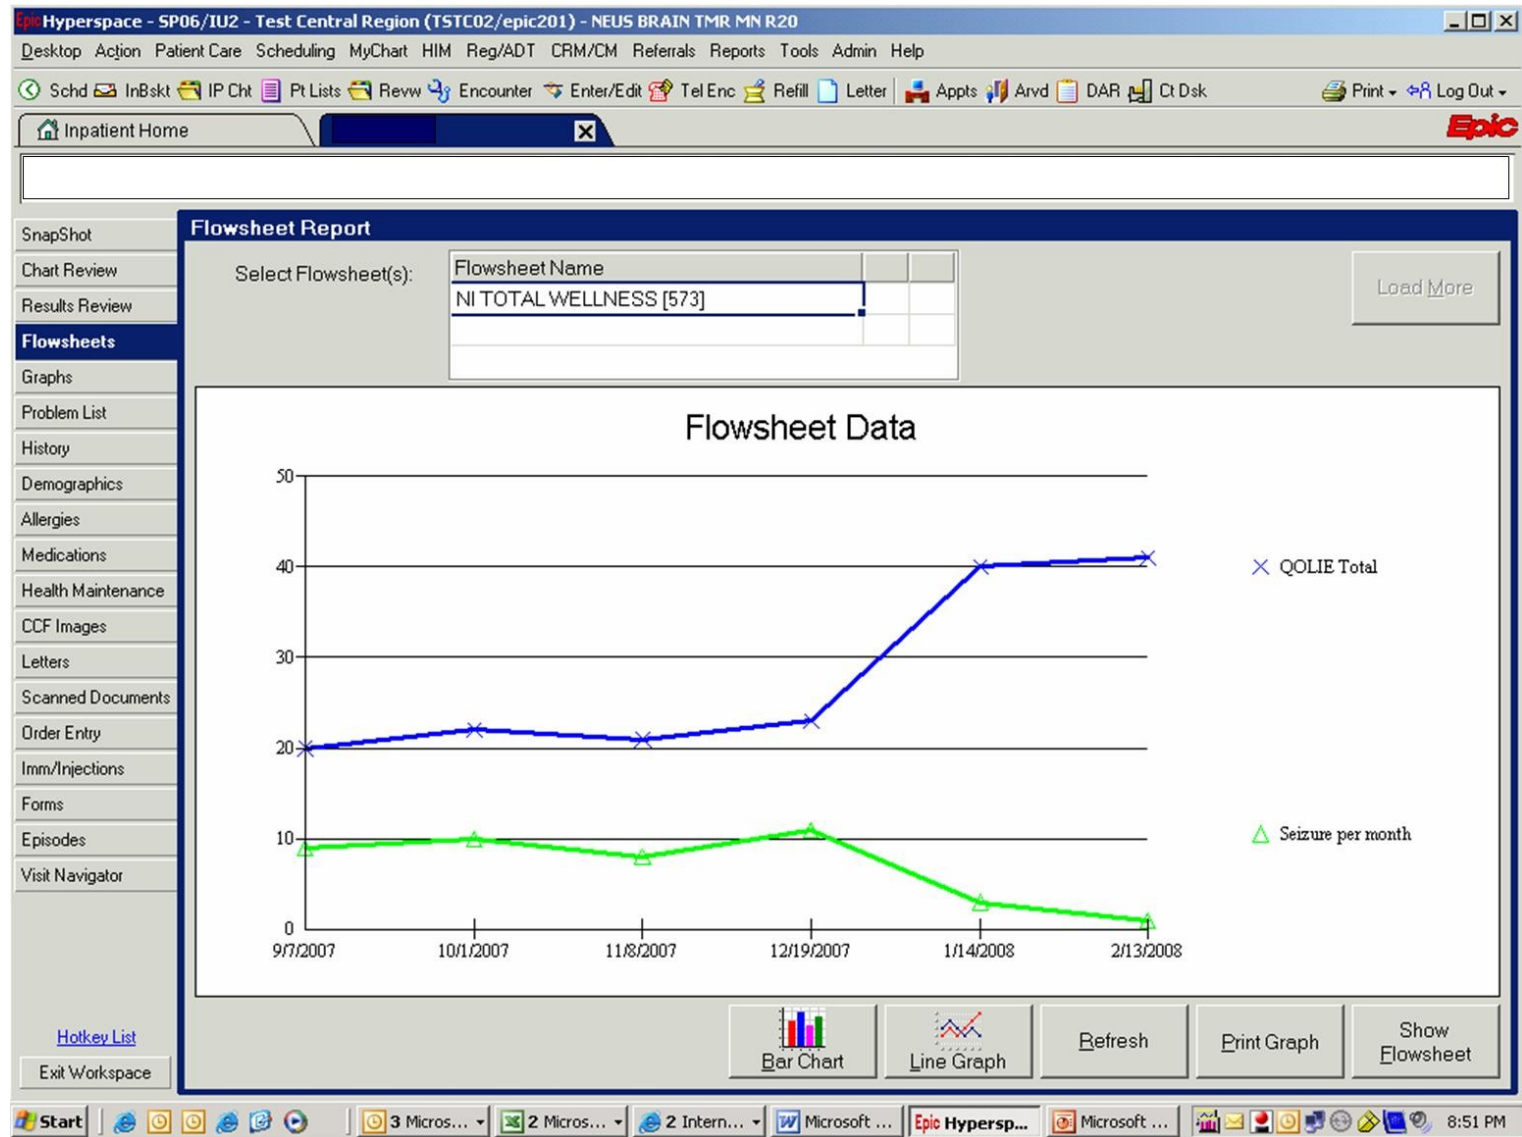 Epic Hyperspace - SP06/IU2 - Test Central Region (TSTC02/epic201) - NEUS BRAIN TMR MN R20
Desktop Action Patient Care Scheduling MyChart HIM Reg/ADT CRM/CM Referrals Reports Tools Admin Help
Schd InBskt IP Cht Pt Lists Revw Encounter Enter/Edit Tel Enc Refill Letter Appts Arvd DAR Ct Dsk Print Log Out
Inpatient Home
Epic
SnapShot
Chart Review
Results Review
Flowsheets
Graphs
Problem List
History
Demographics
Allergies
Medications
Health Maintenance
CCF Images
Letters
Scanned Documents
Order Entry
Imm/Injections
Forms
Episodes
Visit Navigator
Hotkey List
Exit Workspace
Flowsheet Report
Select Flowsheet(s):
Flowsheet Name
NI TOTAL WELLNESS [573]
Load More
Flowsheet Data
50
40
30
20
10
0
9/7/2007 10/1/2007 11/8/2007 12/19/2007 1/14/2008 2/13/2008
QOLIE Total
Seizure per month
Bar Chart
Line Graph
Refresh
Print Graph
Show
Flowsheet
Start 3 Micros... 2 Micros... 2 Intern... Microsoft ... Epic Hypersp... Microsoft ... 8:51 PM